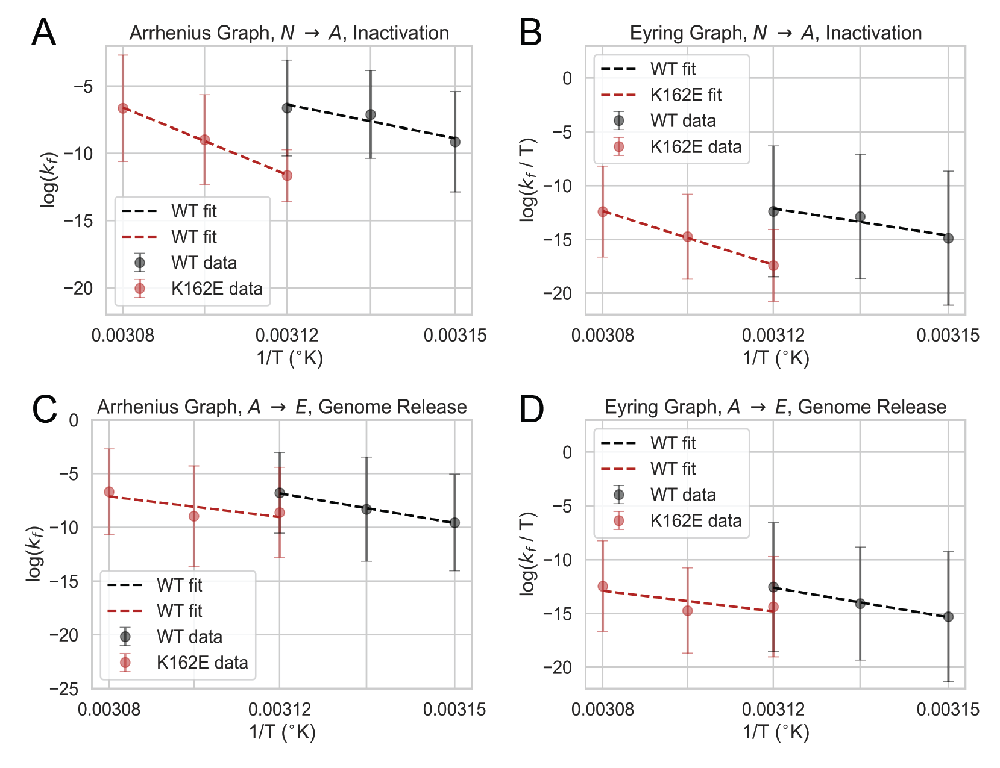 A
Arrhenius Graph, N → A, Inactivation
−5
−10
−15
−20
log(k_f)
WT fit
WT fit
WT data
K162E data
0.00308
0.00312
0.00315
1/T (°K)
B
Eyring Graph, N → A, Inactivation
0
−5
−10
−15
−20
log(k_f / T)
WT fit
K162E fit
WT data
K162E data
0.00308
0.00312
0.00315
1/T (°K)
C
Arrhenius Graph, A → E, Genome Release
0
−5
−10
−15
−20
−25
log(k_f)
WT fit
WT fit
WT data
K162E data
0.00308
0.00312
0.00315
1/T (°K)
D
Eyring Graph, A → E, Genome Release
0
−5
−10
−15
−20
log(k_f / T)
WT fit
WT fit
WT data
K162E data
0.00308
0.00312
0.00315
1/T (°K)